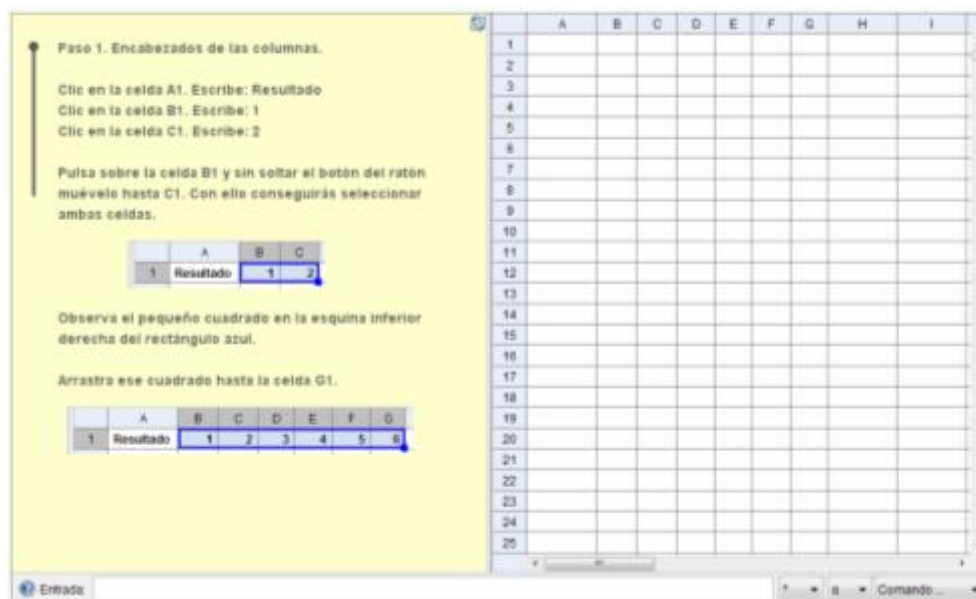 Paso 1. Encabezados de las columnas.
Clic en la celda A1. Escribe: Resultado
Clic en la celda B1. Escribe: 1
Clic en la celda C1. Escribe: 2
Pulsa sobre la celda B1 y sin soltar el botón del ratón
muévelo hasta C1. Con ello conseguirás seleccionar
ambas celdas.
A B C
1 Resultado 1 2
Observa el pequeño cuadrado en la esquina inferior
derecha del rectángulo azul.
Arrastra ese cuadrado hasta la celda G1.
A B C D E F G
1 Resultado 1 2 3 4 5 6
A B C D E F G H I
1
2
3
4
5
6
7
8
9
10
11
12
13
14
15
16
17
18
19
20
21
22
23
24
25
Entrada: Comando...